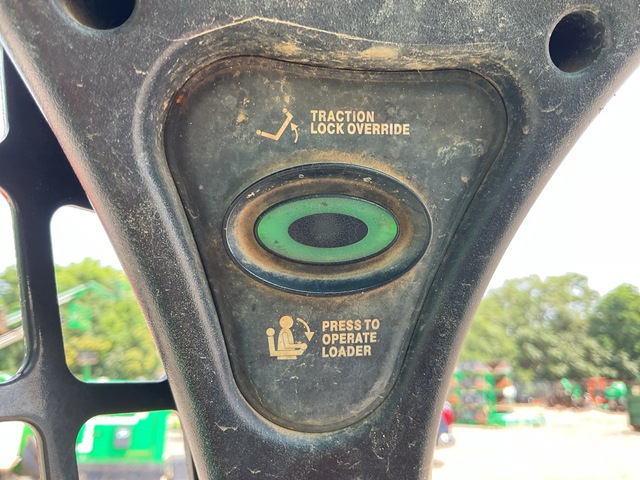 TRACTION
LOCK OVERRIDE
PRESS TO
OPERATE
LOADER